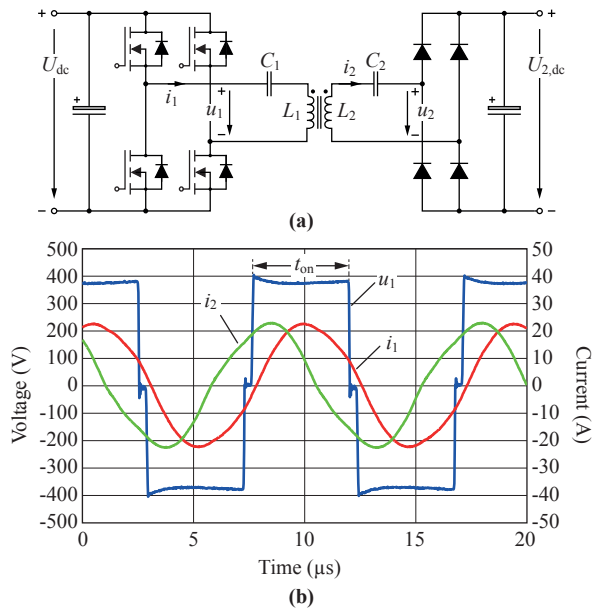 + + 
U_dc + C_1 i_2 C_2 + U_2,dc
i_1 + u_1 − L_1 L_2 + u_2 −
− −
(a)
500 50
400 t_on 40
300 u_1 30
200 i_2 20
100 i_1 10
0 0
-100 -10
-200 -20
-300 -30
-400 -40
-500 -50
Voltage (V)
Current (A)
0 5 10 15 20
Time (µs)
(b)